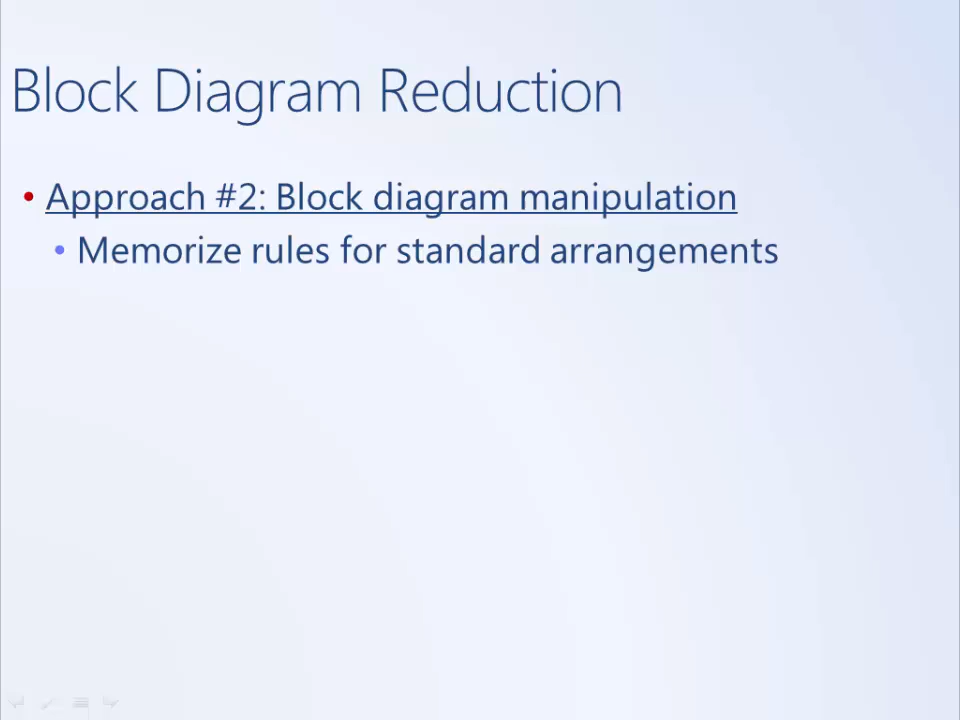 Block Diagram Reduction
• Approach #2: Block diagram manipulation
• Memorize rules for standard arrangements